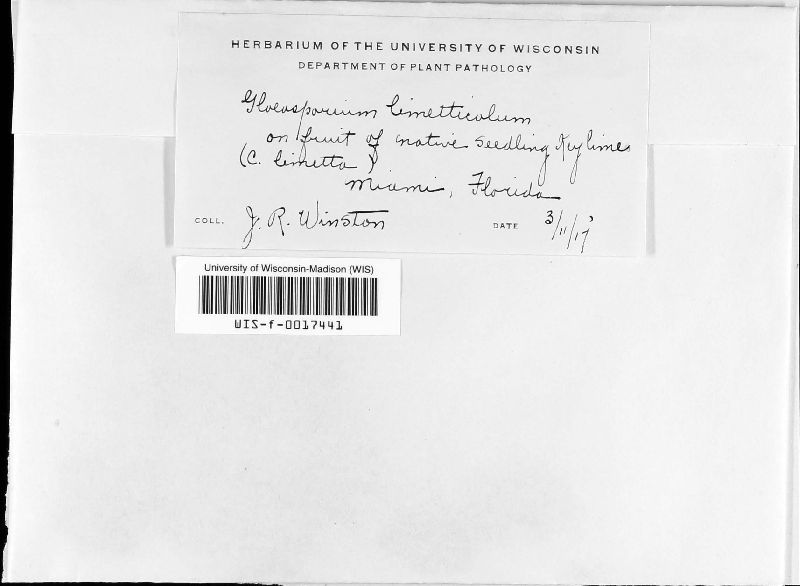 HERBARIUM OF THE UNIVERSITY OF WISCONSIN
DEPARTMENT OF PLANT PATHOLOGY
Gloeosporium limetticolum
on fruit of native seedling Key limes
(C. limetta)
Miami, Florida
COLL. J. R. Winston DATE 3/11/17
University of Wisconsin-Madison (WIS)
WIS-f-0017441